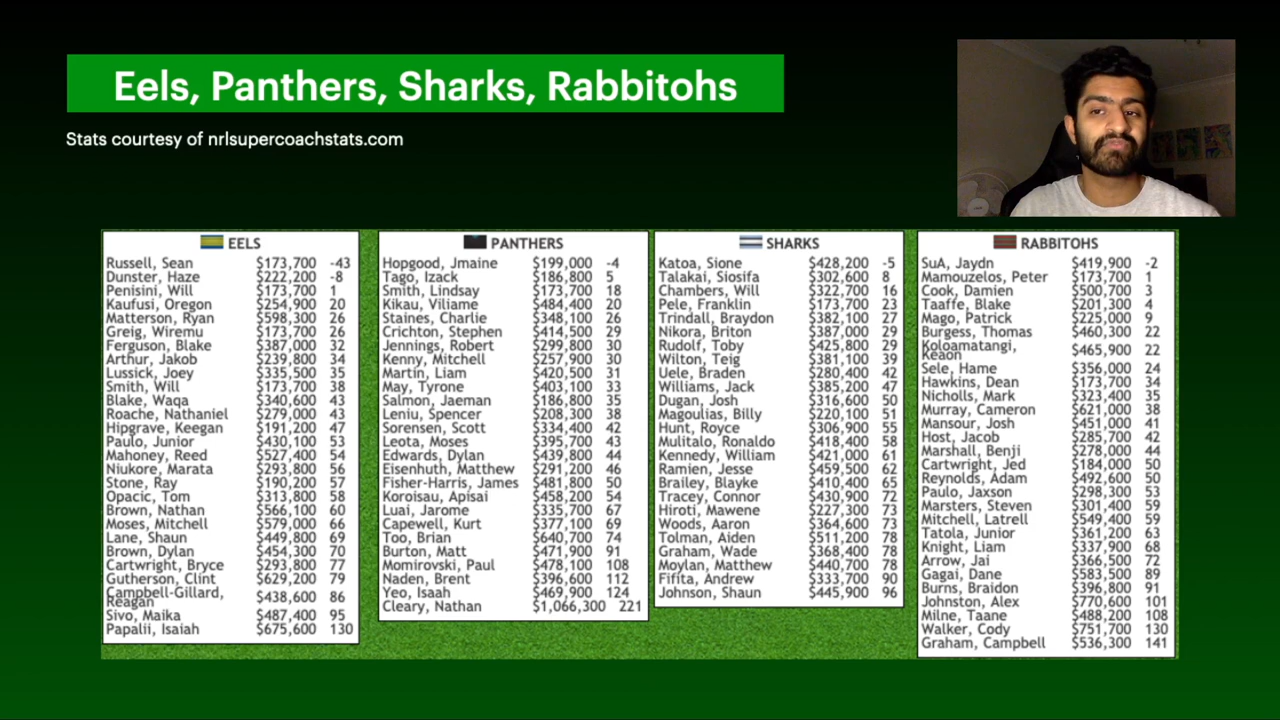 Eels, Panthers, Sharks, Rabbitohs
Stats courtesy of nrlsupercoachstats.com
EELS
Russell, Sean $173,700 -43
Dunster, Haze $222,200 -8
Penisini, Will $173,700 1
Kaufusi, Oregon $254,900 20
Matterson, Ryan $598,300 26
Greig, Wiremu $173,700 26
Ferguson, Blake $387,000 32
Arthur, Jakob $239,800 34
Lussick, Joey $335,500 35
Smith, Will $173,700 38
Blake, Waqa $340,600 43
Roache, Nathaniel $279,000 43
Hipgrave, Keegan $191,200 47
Paulo, Junior $430,100 53
Mahoney, Reed $527,400 54
Niukore, Marata $293,800 56
Stone, Ray $190,200 57
Opacic, Tom $313,800 58
Brown, Nathan $566,100 60
Moses, Mitchell $579,000 66
Lane, Shaun $449,800 69
Brown, Dylan $454,300 70
Cartwright, Bryce $293,800 77
Gutherson, Clint $629,200 79
Campbell-Gillard,
Reagan $438,600 86
Sivo, Maika $487,400 95
Papalii, Isaiah $675,600 130
PANTHERS
Hopgood, Jmaine $199,000 -4
Tago, Izack $186,800 5
Smith, Lindsay $173,700 18
Kikau, Viliame $484,400 20
Staines, Charlie $348,100 26
Crichton, Stephen $414,500 29
Jennings, Robert $299,800 30
Kenny, Mitchell $257,900 30
Martin, Liam $420,500 31
May, Tyrone $403,100 33
Salmon, Jaeman $186,800 35
Leniu, Spencer $208,300 38
Sorensen, Scott $334,400 42
Leota, Moses $395,700 43
Edwards, Dylan $439,800 44
Eisenhuth, Matthew $291,200 46
Fisher-Harris, James $481,800 50
Koroisau, Apisai $458,200 54
Luai, Jarome $335,700 67
Capewell, Kurt $377,100 69
Too, Brian $640,700 74
Burton, Matt $471,900 91
Momirovski, Paul $478,100 108
Naden, Brent $396,600 112
Yeo, Isaah $469,900 124
Cleary, Nathan $1,066,300 221
SHARKS
Katoa, Sione $428,200 -5
Talakai, Siosifa $302,600 8
Chambers, Will $322,700 16
Pele, Franklin $173,700 23
Trindall, Braydon $382,100 27
Nikora, Briton $387,000 29
Rudolf, Toby $425,800 29
Wilton, Teig $381,100 39
Uele, Braden $280,400 42
Williams, Jack $385,200 47
Dugan, Josh $316,600 50
Magoulias, Billy $220,100 51
Hunt, Royce $306,900 55
Mulitalo, Ronaldo $418,400 58
Kennedy, William $421,000 61
Ramien, Jesse $459,500 62
Brailey, Blayke $410,400 65
Tracey, Connor $430,900 72
Hiroti, Mawene $227,300 73
Woods, Aaron $364,600 73
Tolman, Aiden $511,200 78
Graham, Wade $368,400 78
Moylan, Matthew $440,700 78
Fifita, Andrew $333,700 90
Johnson, Shaun $445,900 96
RABBITOHS
SuA, Jaydn $419,900 -2
Mamouzelos, Peter $173,700 1
Cook, Damien $500,700 3
Taaffe, Blake $201,300 4
Mago, Patrick $225,000 9
Burgess, Thomas $460,300 22
Koloamatangi,
Keaon $465,900 22
Sele, Hame $356,000 24
Hawkins, Dean $173,700 34
Nicholls, Mark $323,400 35
Murray, Cameron $621,000 38
Mansour, Josh $451,000 41
Host, Jacob $285,700 42
Marshall, Benji $278,000 44
Cartwright, Jed $184,000 50
Reynolds, Adam $492,600 50
Paulo, Jaxson $298,300 53
Marsters, Steven $301,400 59
Mitchell, Latrell $549,400 59
Tatola, Junior $361,200 63
Knight, Liam $337,900 68
Arrow, Jai $366,500 72
Gagai, Dane $583,500 89
Burns, Braidon $396,800 91
Johnston, Alex $770,600 101
Milne, Taane $488,200 108
Walker, Cody $751,700 130
Graham, Campbell $536,300 141